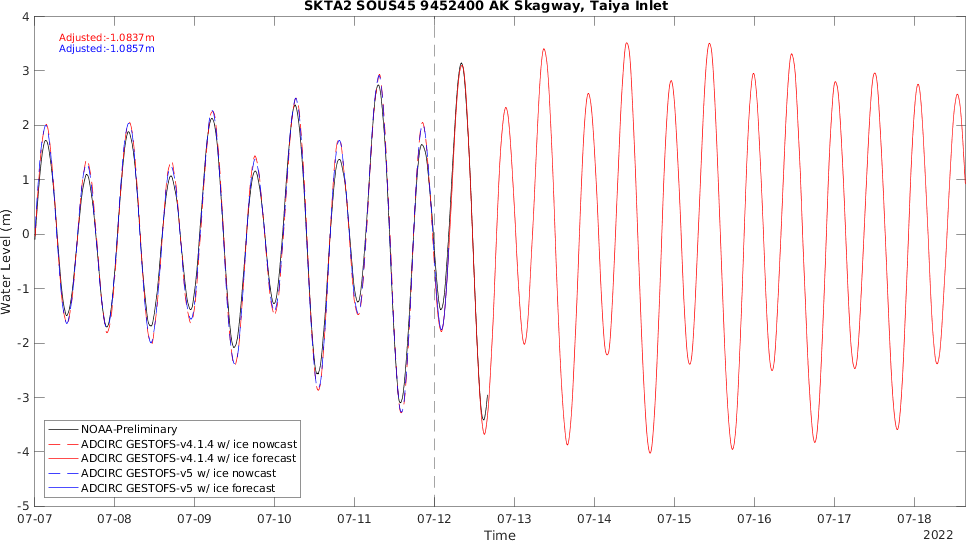 SKTA2 SOUS45 9452400 AK Skagway, Taiya Inlet
Adjusted:-1.0837m
Adjusted:-1.0857m
4
3
2
1
0
-1
-2
-3
-4
-5
Water Level (m)
NOAA-Preliminary
ADCIRC GESTOFS-v4.1.4 w/ ice nowcast
ADCIRC GESTOFS-v4.1.4 w/ ice forecast
ADCIRC GESTOFS-v5 w/ ice nowcast
ADCIRC GESTOFS-v5 w/ ice forecast
07-07 07-08 07-09 07-10 07-11 07-12 07-13 07-14 07-15 07-16 07-17 07-18
Time
2022